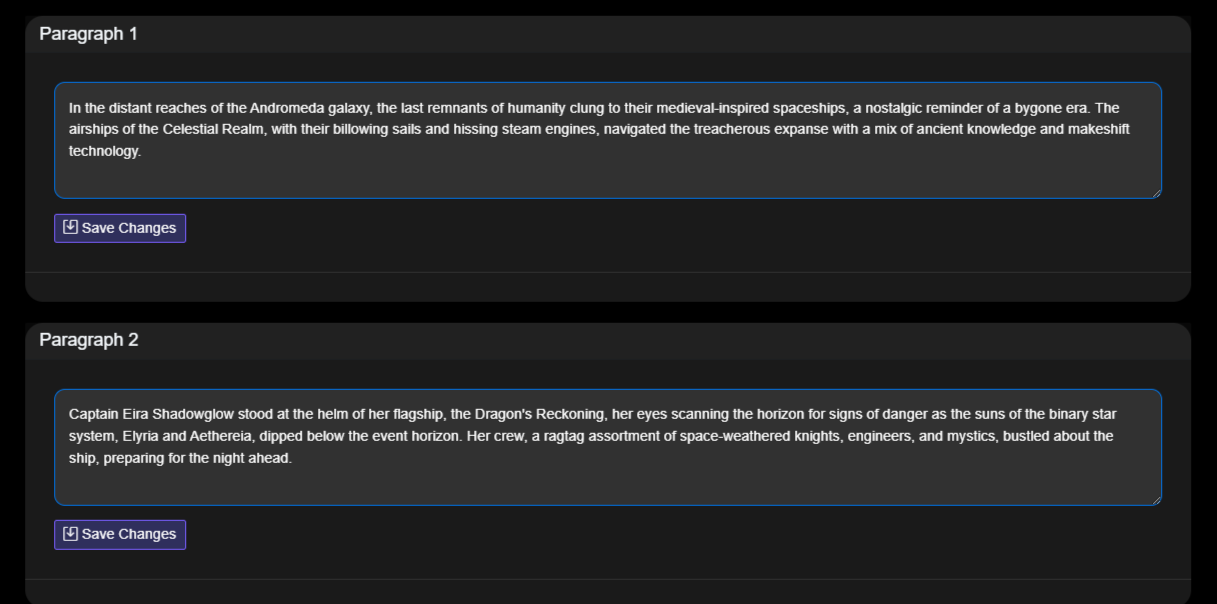 Paragraph 1
In the distant reaches of the Andromeda galaxy, the last remnants of humanity clung to their medieval-inspired spaceships, a nostalgic reminder of a bygone era. The
airships of the Celestial Realm, with their billowing sails and hissing steam engines, navigated the treacherous expanse with a mix of ancient knowledge and makeshift
technology.
Save Changes
Paragraph 2
Captain Eira Shadowglow stood at the helm of her flagship, the Dragon's Reckoning, her eyes scanning the horizon for signs of danger as the suns of the binary star
system, Elyria and Aethereia, dipped below the event horizon. Her crew, a ragtag assortment of space-weathered knights, engineers, and mystics, bustled about the
ship, preparing for the night ahead.
Save Changes